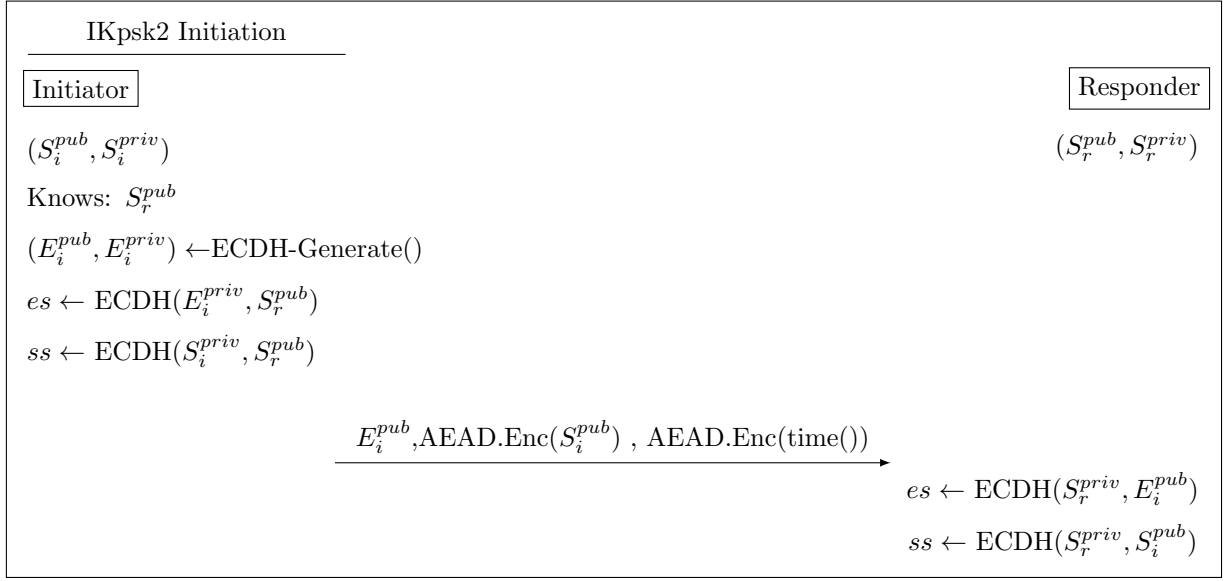 IKpsk2 Initiation
Initiator Responder
$(S_i^{pub}, S_i^{priv})$ $(S_r^{pub}, S_r^{priv})$
Knows: $S_r^{pub}$
$(E_i^{pub}, E_i^{priv})$ ←ECDH-Generate()
$es$ ← ECDH($E_i^{priv}, S_r^{pub}$)
$ss$ ← ECDH($S_i^{priv}, S_r^{pub}$)
$E_i^{pub}$,AEAD.Enc($S_i^{pub}$) , AEAD.Enc(time())
$es$ ← ECDH($S_r^{priv}, E_i^{pub}$)
$ss$ ← ECDH($S_r^{priv}, S_i^{pub}$)